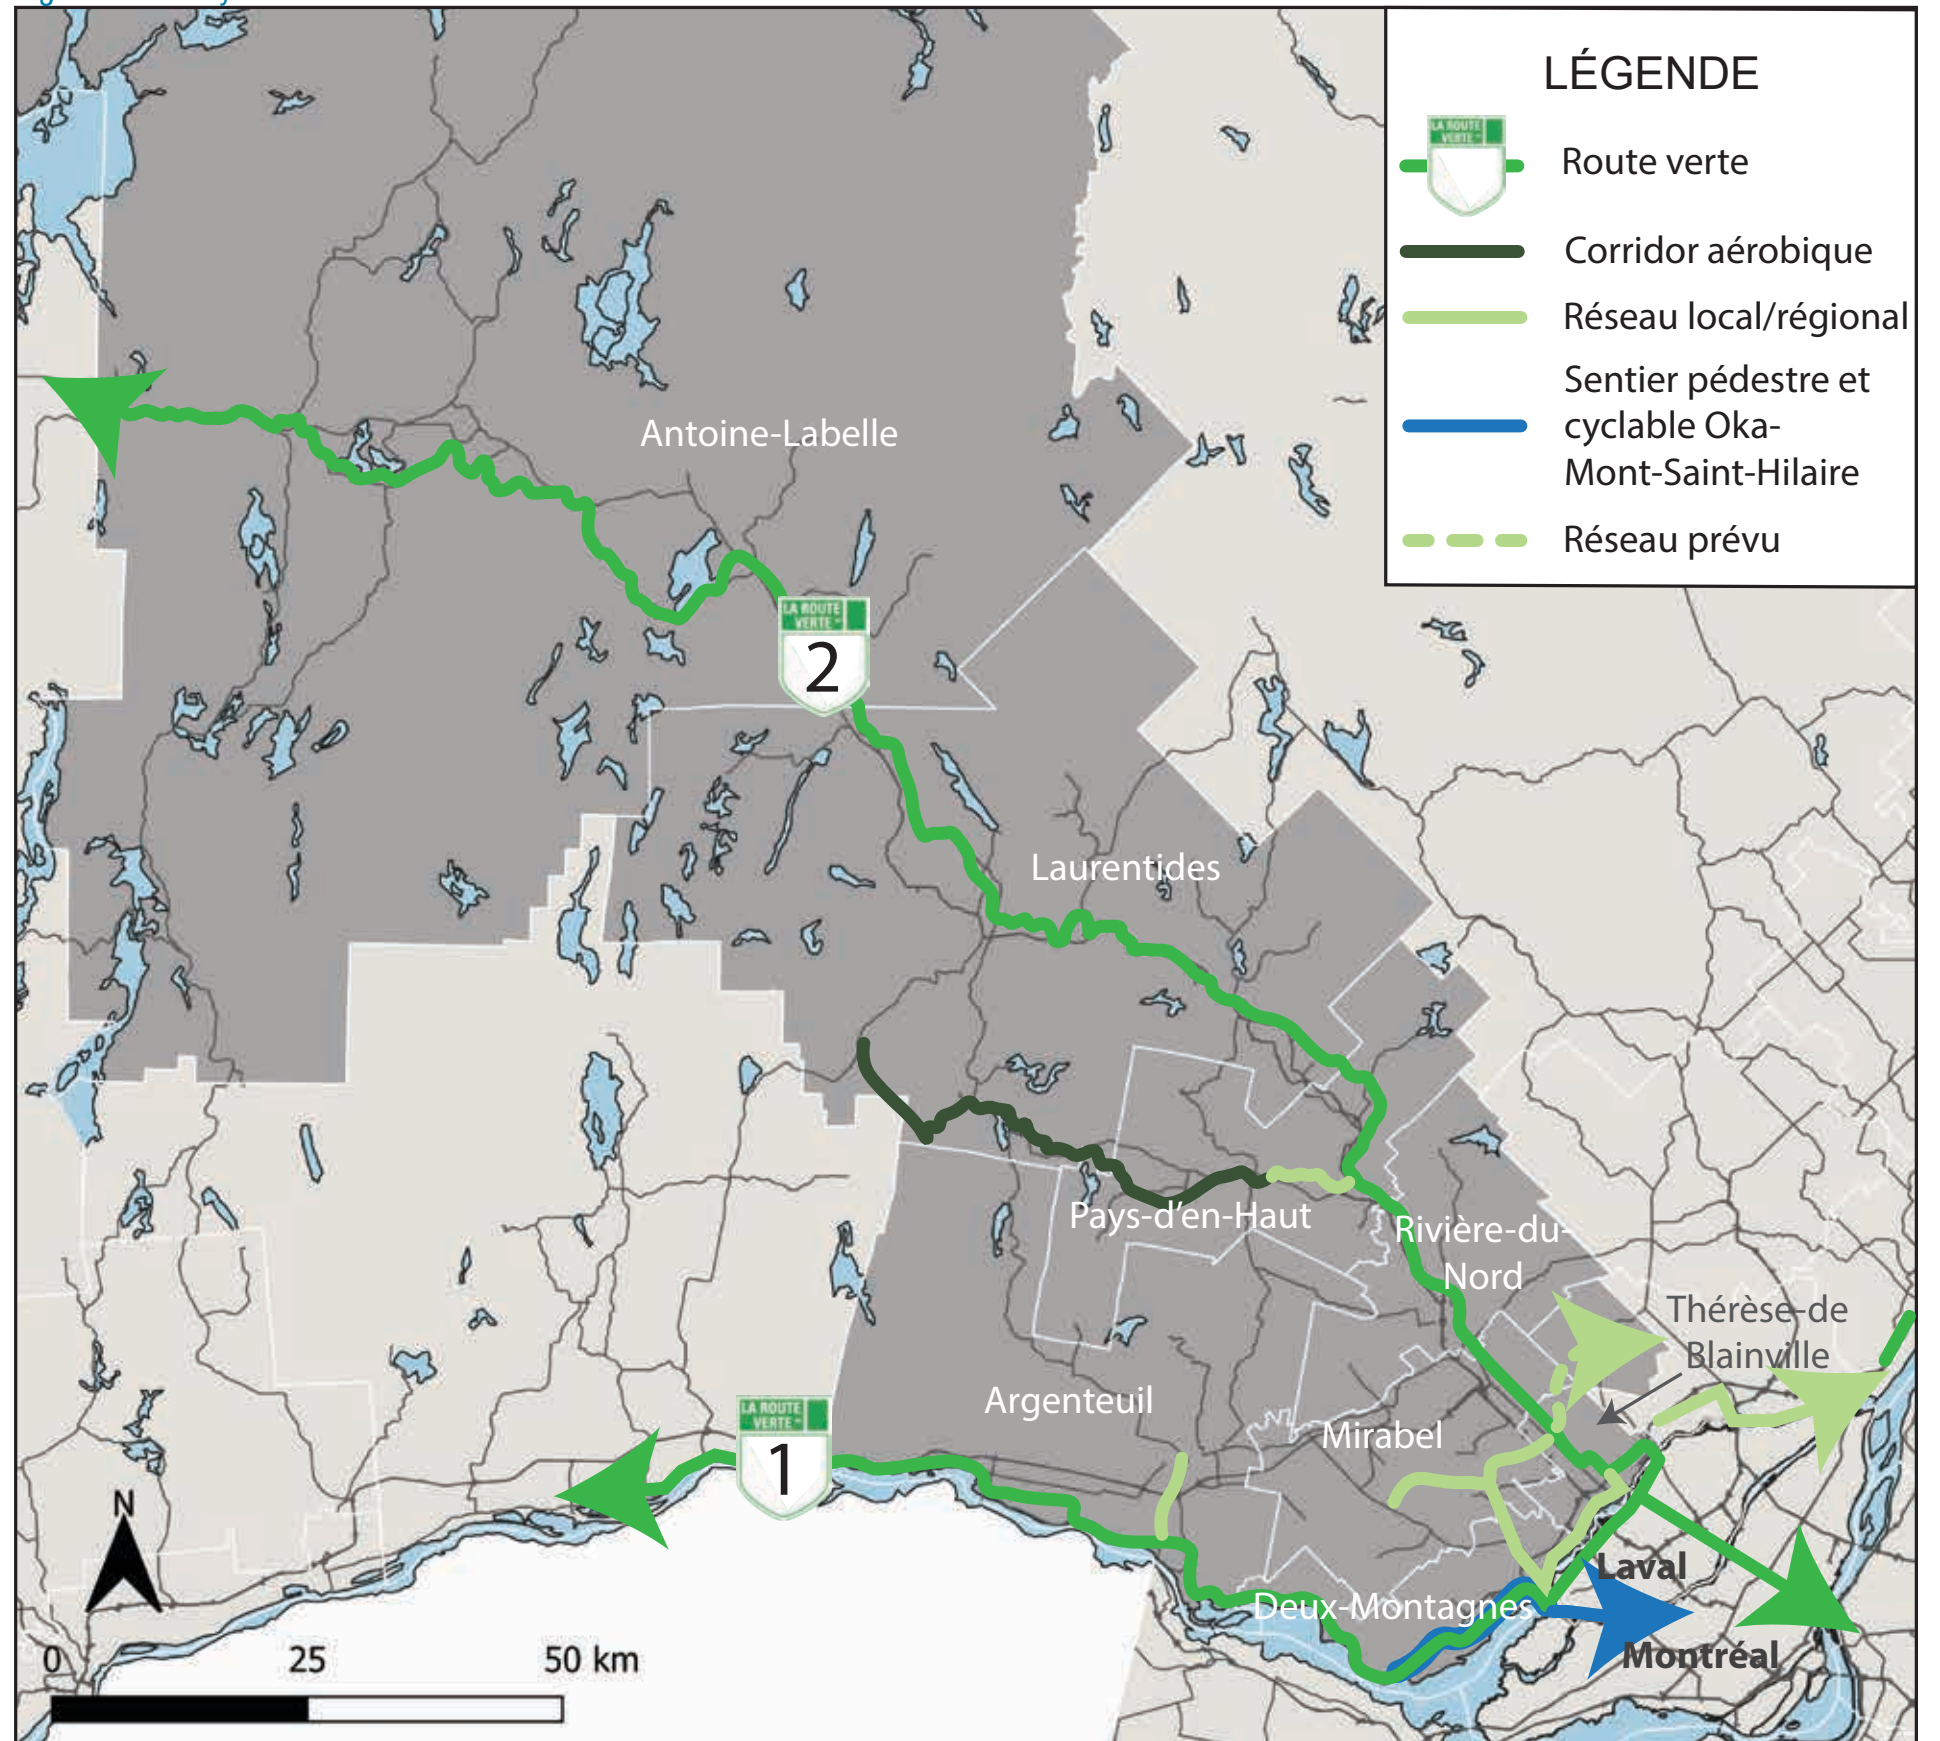 LÉGENDE
LA ROUTE
VERTE
Route verte
Corridor aérobique
Réseau local/régional
Sentier pédestre et
cyclable Oka-
Mont-Saint-Hilaire
Réseau prévu
Antoine-Labelle
LA ROUTE
VERTE
2
Laurentides
Pays-d'en-Haut
Rivière-du-
Nord
Thérèse-de
Blainville
Argenteuil
Mirabel
LA ROUTE
VERTE
1
N
Laval
Deux-Montagnes
Montréal
0 25 50 km